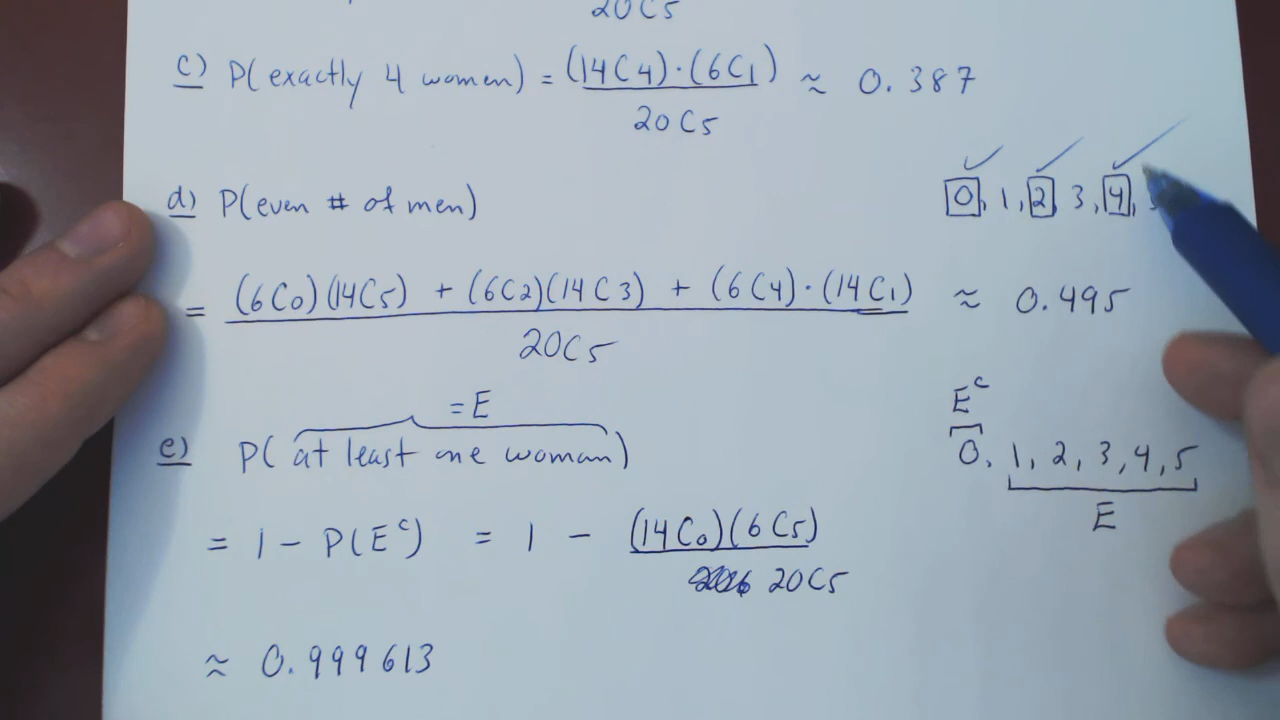 20C5
c) P(exactly 4 women) = (14C4)·(6C1) / 20C5 ≈ 0.387
d) P(even # of men)
0, 1, 2, 3, 4,
= (6C0)(14C5) + (6C2)(14C3) + (6C4)·(14C1) / 20C5 ≈ 0.495
= E
e) P(at least one woman)
E^c
0, 1, 2, 3, 4, 5
E
= 1 - P(E^c) = 1 - (14C0)(6C5) / 20C5
≈ 0.999613